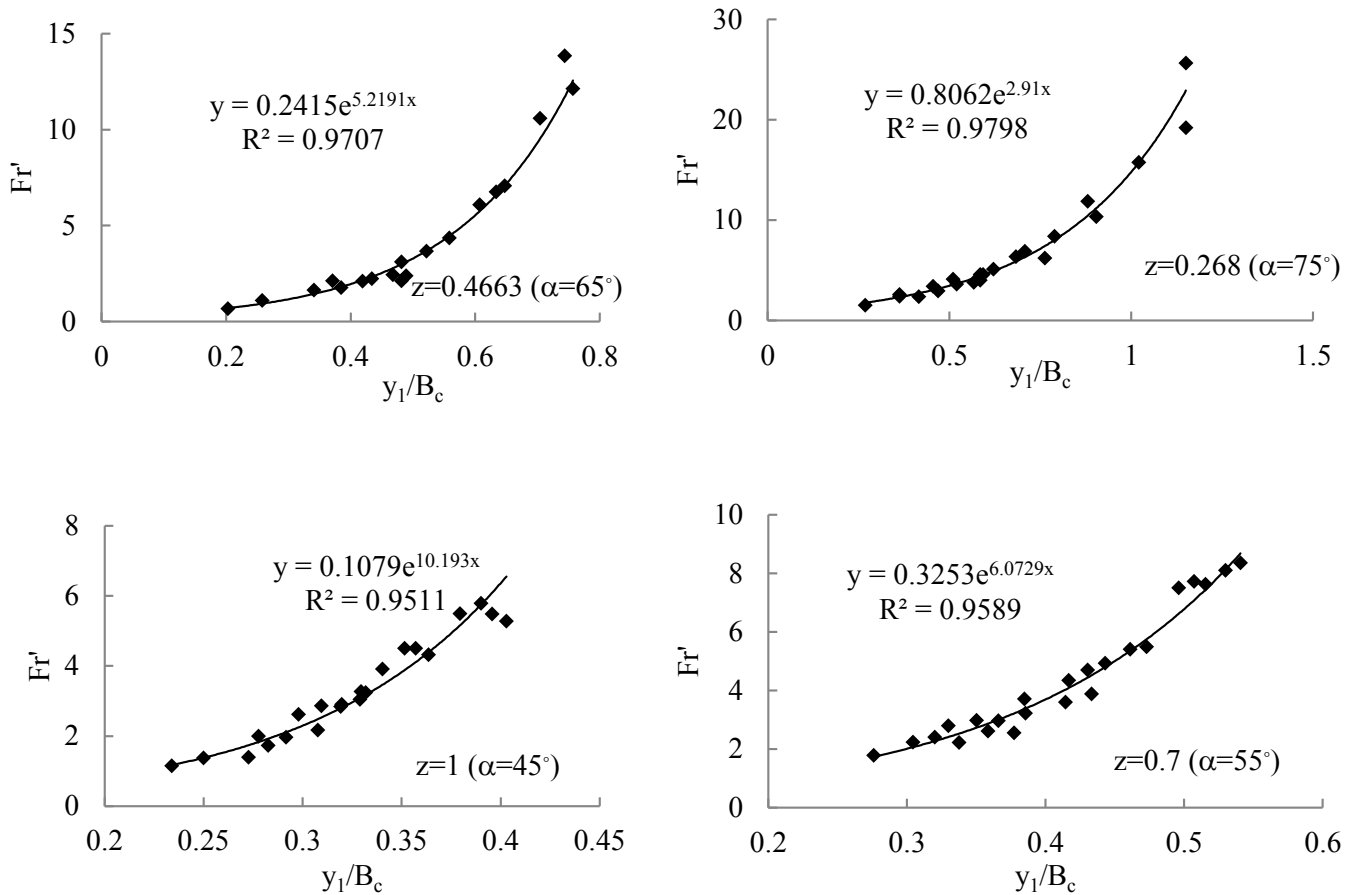 15
10
5
0
Fr'
y = 0.2415e^5.2191x
R² = 0.9707
z=0.4663 (α=65°)
0 0.2 0.4 0.6 0.8
y₁/B_c
30
20
10
0
Fr'
y = 0.8062e^2.91x
R² = 0.9798
z=0.268 (α=75°)
0 0.5 1 1.5
y₁/B_c
8
6
4
2
0
Fr'
y = 0.1079e^10.193x
R² = 0.9511
z=1 (α=45°)
0.2 0.25 0.3 0.35 0.4 0.45
y₁/B_c
10
8
6
4
2
0
Fr'
y = 0.3253e^6.0729x
R² = 0.9589
z=0.7 (α=55°)
0.2 0.3 0.4 0.5 0.6
y₁/B_c